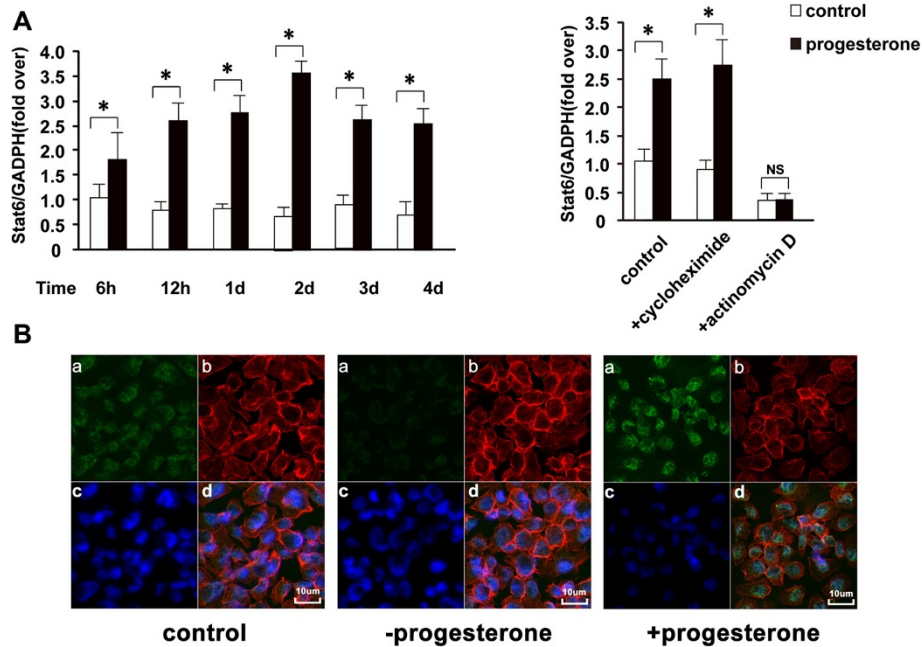 A
Stat6/GADPH(fold over)
4.0
3.5
3.0
2.5
2.0
1.5
1.0
0.5
0
* * * * * *
Time 6h 12h 1d 2d 3d 4d
control
progesterone
Stat6/GADPH(fold over)
3.5
3.0
2.5
2.0
1.5
1.0
0.5
0
* * NS
control
+cycloheximide
+actinomycin D
B
a b a b a b
c d c d c d
10um 10um 10um
control -progesterone +progesterone